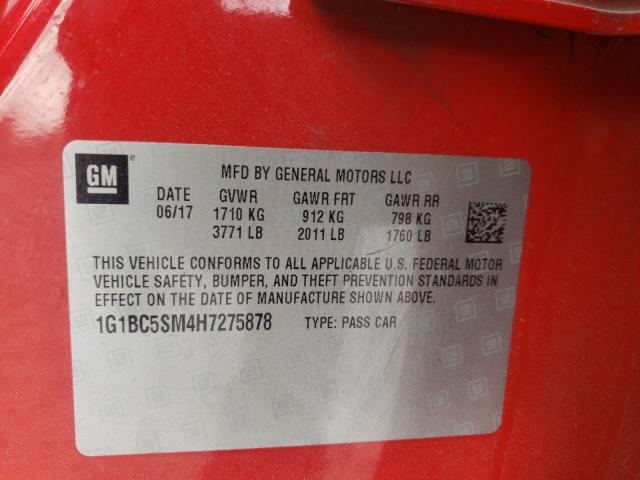 GM
MFD BY GENERAL MOTORS LLC
DATE GVWR GAWR FRT GAWR RR
06/17 1710 KG 912 KG 798 KG
3771 LB 2011 LB 1760 LB
THIS VEHICLE CONFORMS TO ALL APPLICABLE U.S. FEDERAL MOTOR
VEHICLE SAFETY, BUMPER, AND THEFT PREVENTION STANDARDS IN
EFFECT ON THE DATE OF MANUFACTURE SHOWN ABOVE.
1G1BC5SM4H7275878 TYPE: PASS CAR